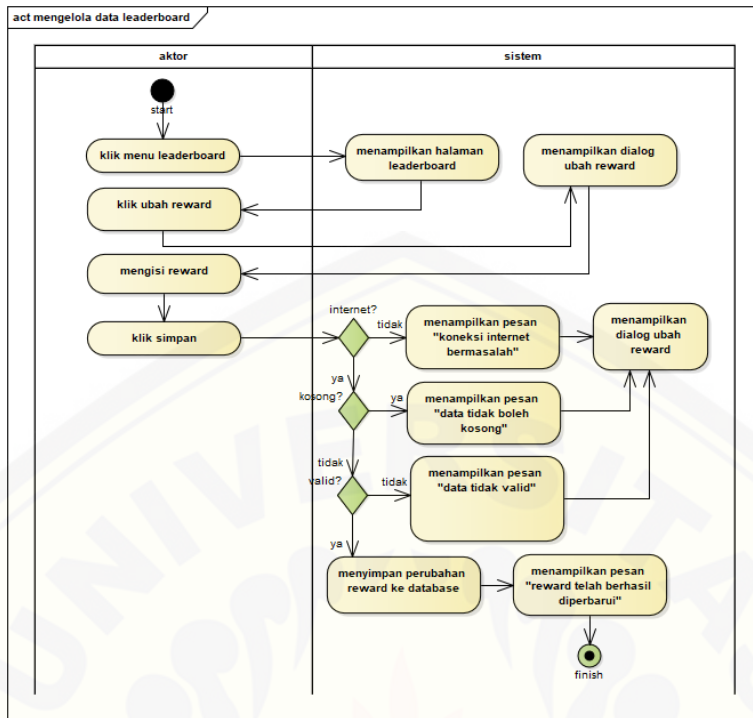 act mengelola data leaderboard
aktor
sistem
start
klik menu leaderboard
menampilkan halaman
leaderboard
menampilkan dialog
ubah reward
klik ubah reward
mengisi reward
klik simpan
internet?
tidak
menampilkan pesan
"koneksi internet
bermasalah"
menampilkan
dialog ubah
reward
ya
kosong?
ya
menampilkan pesan
"data tidak boleh
kosong"
tidak
valid?
tidak
menampilkan pesan
"data tidak valid"
ya
menyimpan perubahan
reward ke database
menampilkan pesan
"reward telah berhasil
diperbarui"
finish
UNIVERSITA